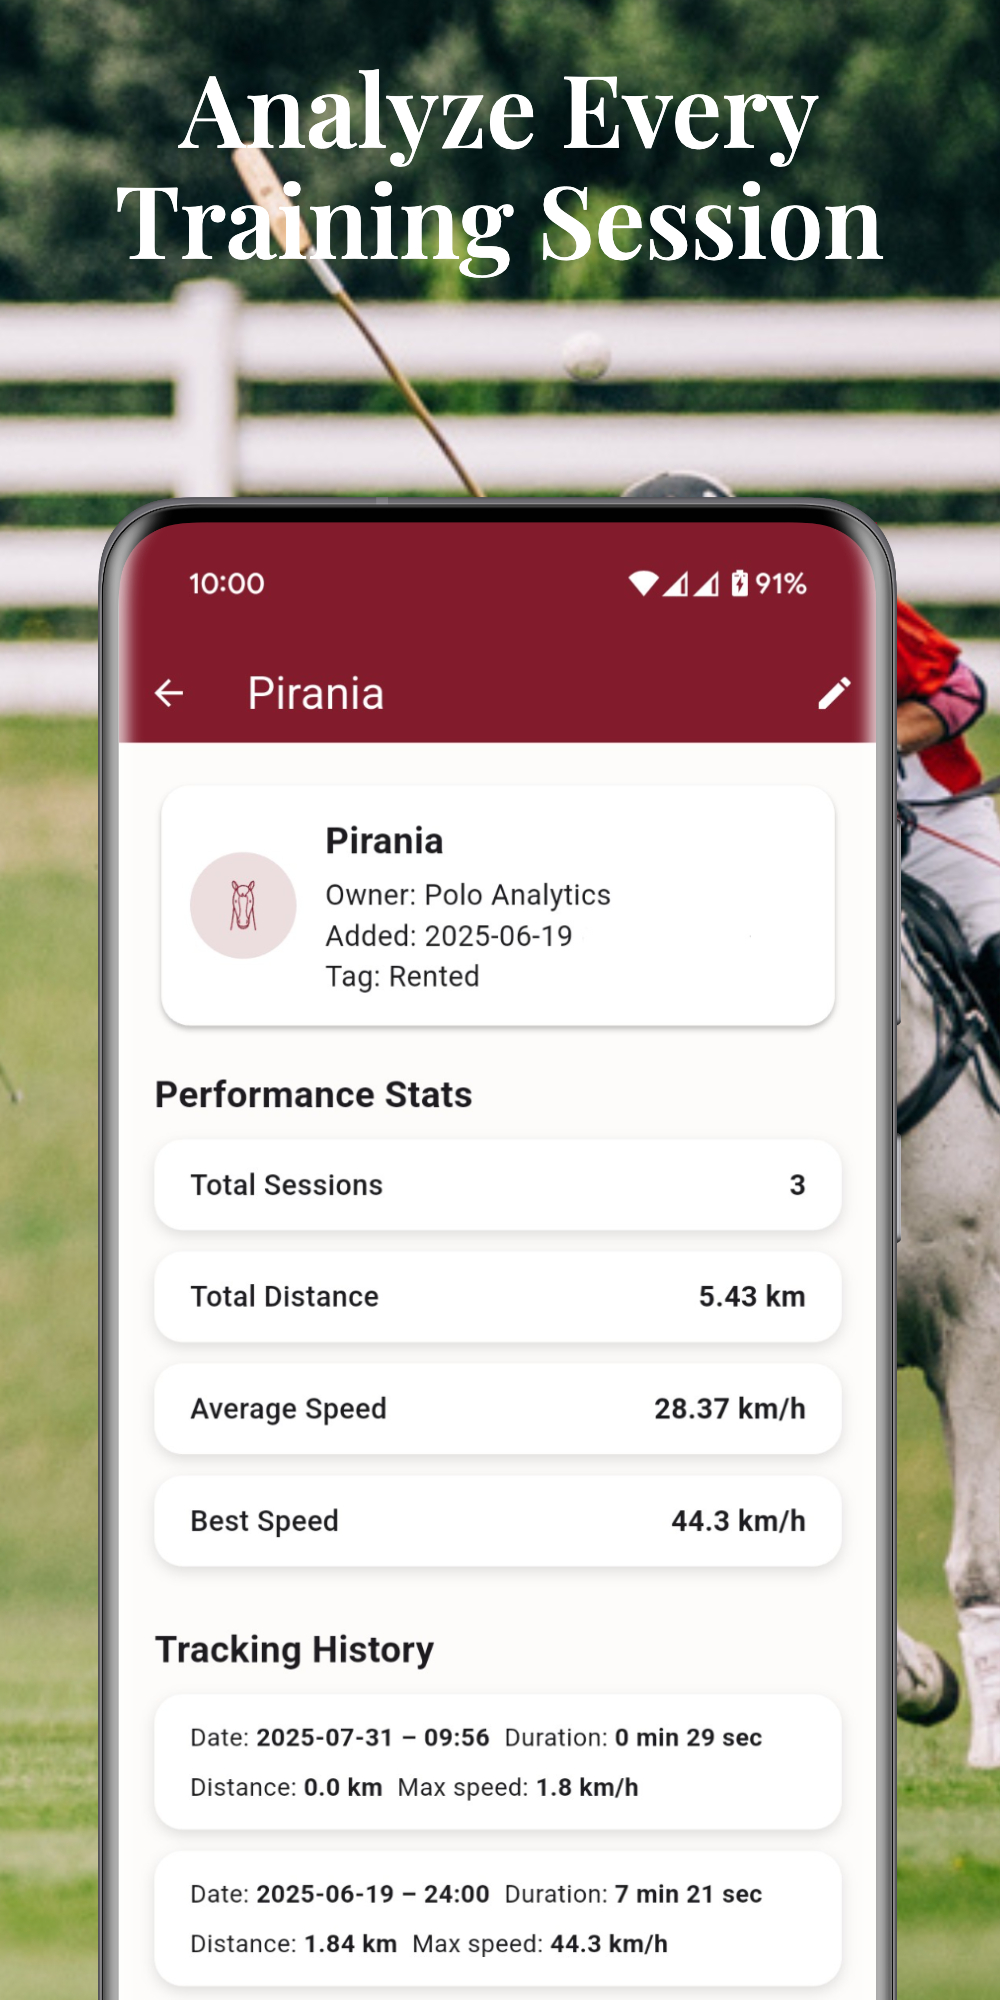 Analyze Every
Training Session
10:00 91%
Pirania
Pirania
Owner: Polo Analytics
Added: 2025-06-19
Tag: Rented
Performance Stats
Total Sessions 3
Total Distance 5.43 km
Average Speed 28.37 km/h
Best Speed 44.3 km/h
Tracking History
Date: 2025-07-31 – 09:56 Duration: 0 min 29 sec
Distance: 0.0 km Max speed: 1.8 km/h
Date: 2025-06-19 – 24:00 Duration: 7 min 21 sec
Distance: 1.84 km Max speed: 44.3 km/h